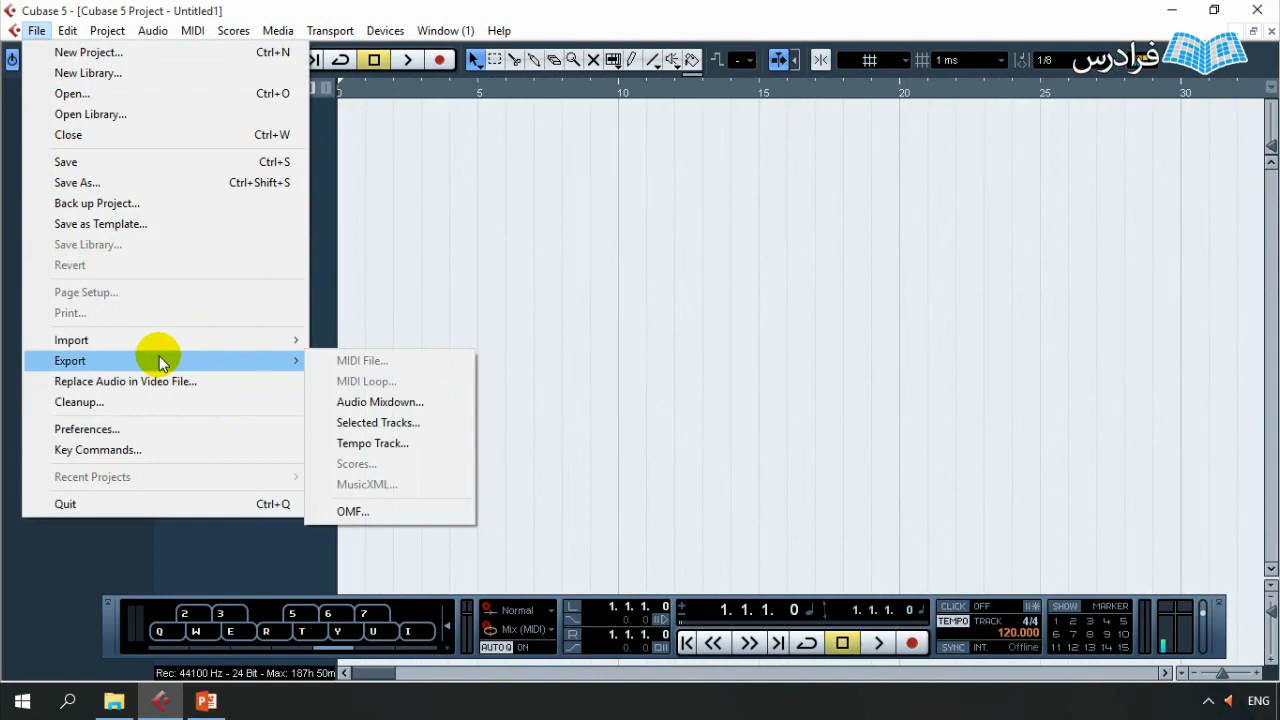 Cubase 5 - [Cubase 5 Project - Untitled1]
File Edit Project Audio MIDI Scores Media Transport Devices Window (1) Help
- 1 ms 1/8
فرادرس
5 10 15 20 25 30
New Project... Ctrl+N
New Library...
Open... Ctrl+O
Open Library...
Close Ctrl+W
Save Ctrl+S
Save As... Ctrl+Shift+S
Back up Project...
Save as Template...
Save Library...
Revert
Page Setup...
Print...
Import
Export
Replace Audio in Video File...
Cleanup...
Preferences...
Key Commands...
Recent Projects
Quit Ctrl+Q
MIDI File...
MIDI Loop...
Audio Mixdown...
Selected Tracks...
Tempo Track...
Scores...
MusicXML...
OMF...
2 3 5 6 7
Q W E R T Y U I
Normal
Mix (MIDI)
AUTO Q ON
L 1. 1. 1. 0
0. 0
R 1. 1. 1. 0
0. 0
1. 1. 1. 0 1. 1. 1. 0
CLICK OFF
TEMPO TRACK 4/4
120.000
SYNC INT. Offline
SHOW MARKER
1 2 3 4 5
6 7 8 9 10
11 12 13 14 15
Rec: 44100 Hz - 24 Bit - Max: 187h 50m
ENG